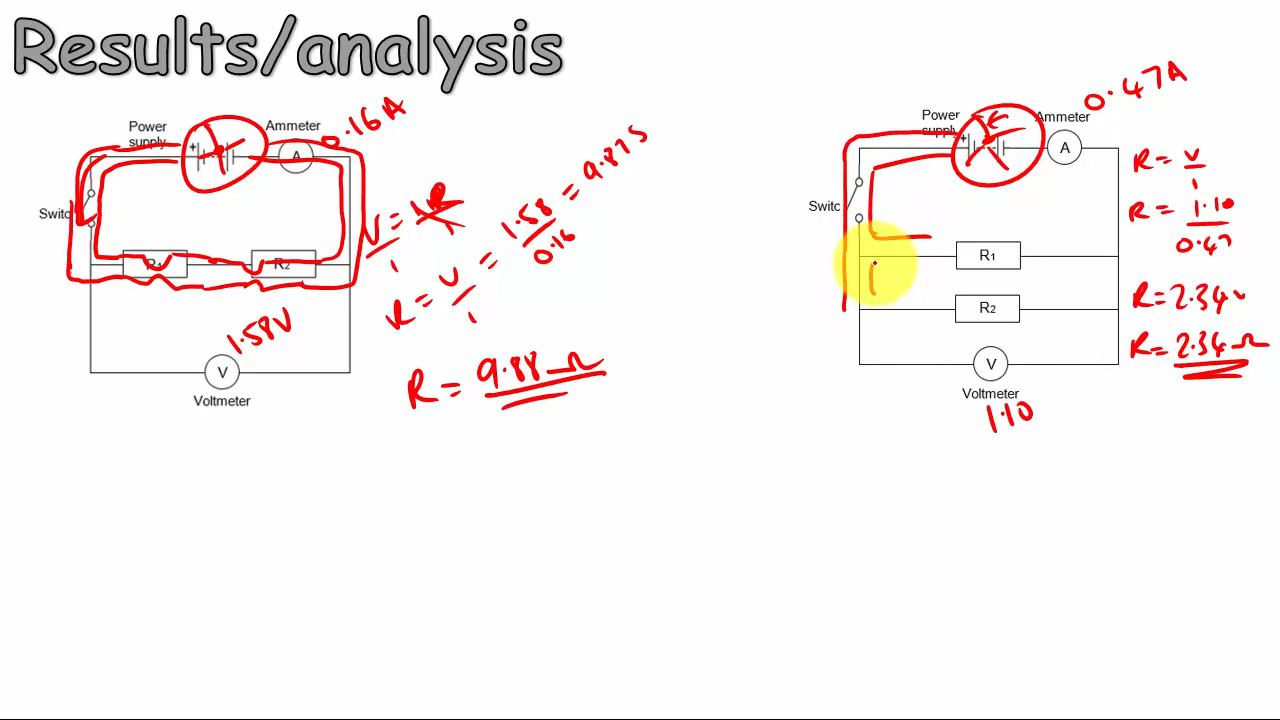 Results/analysis
Power
supply
Ammeter
0.16A
+
A
Switc
R1
R2
1.58V
V
Voltmeter
V = IR
I I
R = V
I
= 1.58
0.16
= 9.875
R = 9.88 Ω
Power
supply
Ammeter
0.47A
+
A
Switc
R1
R2
V
Voltmeter
1.10
R = V
I
R = 1.10
0.47
R = 2.34
R = 2.34 Ω